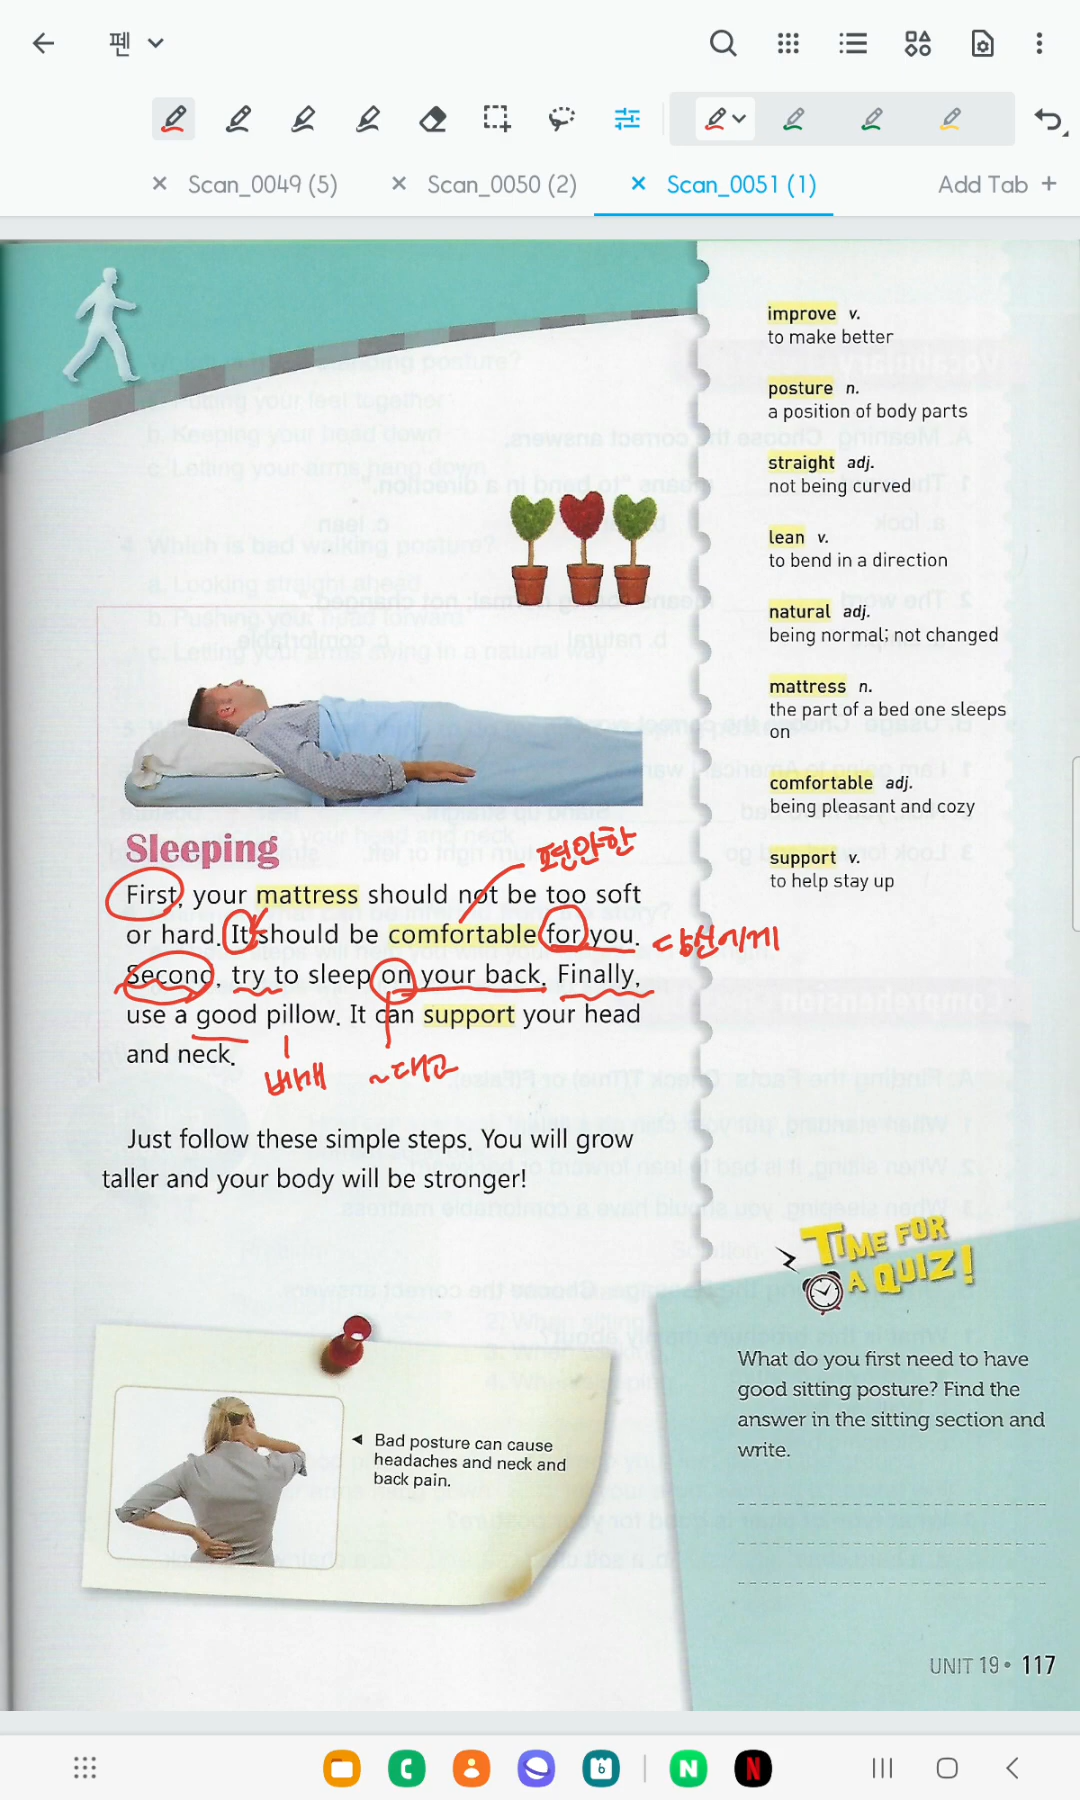 펜
Scan_0049 (5)
Scan_0050 (2)
Scan_0051 (1)
Add Tab +
improve v.
to make better
posture n.
a position of body parts
straight adj.
not being curved
lean v.
to bend in a direction
natural adj.
being normal; not changed
mattress n.
the part of a bed one sleeps
on
comfortable adj.
being pleasant and cozy
support v.
to help stay up
Sleeping
편안한
First, your mattress should not be too soft
or hard. It should be comfortable for you.
당신에게
Second, try to sleep on your back. Finally,
use a good pillow. It can support your head
and neck.
베개
~대고
Just follow these simple steps. You will grow
taller and your body will be stronger!
TIME FOR
A QUIZ!
What do you first need to have
good sitting posture? Find the
answer in the sitting section and
write.
◄ Bad posture can cause
headaches and neck and
back pain.
UNIT 19 • 117
6
N
N